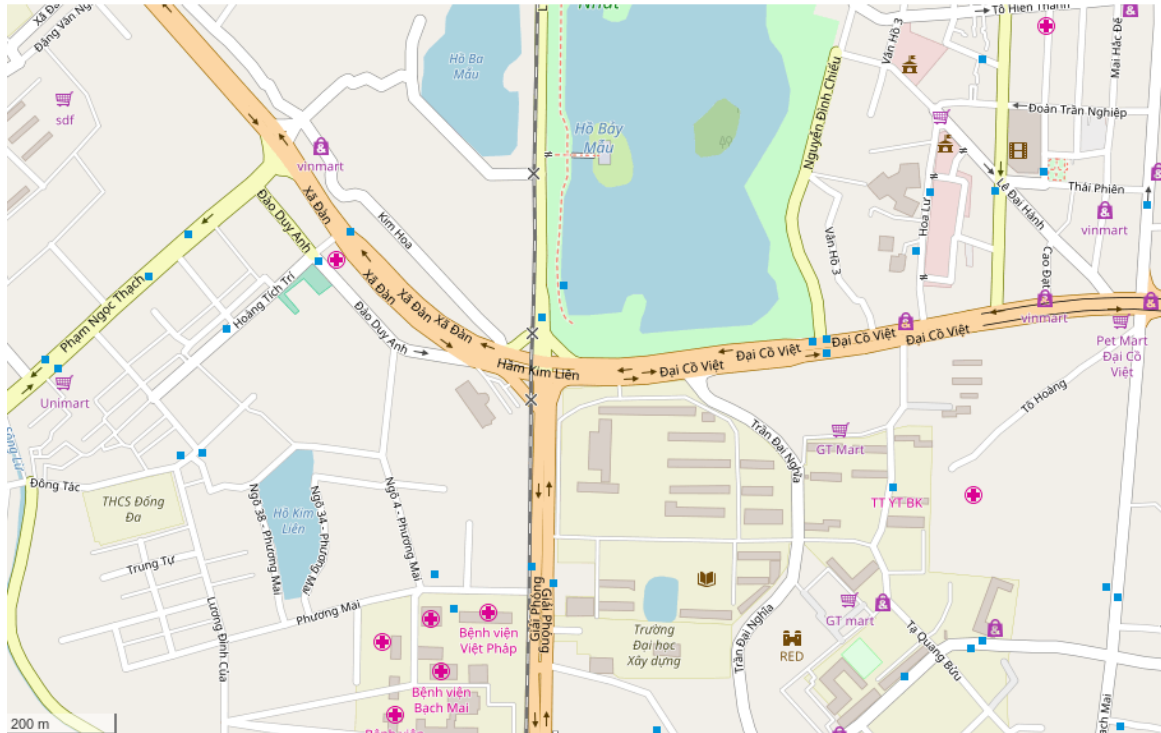 Nhất
Tô Hiến Thành
Xã Đàn
Đặng Văn Ngữ
Hồ Ba
Mẫu
Văn Hồ 3
Mai Hắc Đế
sdf
Đoàn Trần Nghiệp
Hồ Bảy
Mẫu
Nguyễn Đình Chiểu
vinmart
Thái Phiên
Lê Đại Hành
Xã Đàn
Đào Duy Anh
Kim Hoa
Hoa Lư
vinmart
Văn Hồ 3
Cao Đạt
Hoàng Tích Trí
Phạm Ngọc Thạch
Xã Đàn
Xã Đàn
Xã Đàn
Đào Duy Anh
vinmart
Đại Cồ Việt
Đại Cồ Việt
Đại Cồ Việt
Đại Cồ Việt
Pet Mart
Đại Cồ
Việt
Hầm Kim Liên
Unimart
Tô Hoàng
Trần Đại Nghĩa
GT Mart
Sông Lừ
Đông Tác
THCS Đống
Đa
Hồ Kim
Liên
Ngõ 38 - Phương Mai
Ngõ 34 - Phương Mai
Ngõ 4 - Phương Mai
TT YT-BK
Trung Tự
Lương Định Của
Phương Mai
Giải Phóng
Giải Phóng
Bệnh viện
Việt Pháp
Trường
Đại học
Xây dựng
Trần Đại Nghĩa
RED
GT mart
Tạ Quang Bửu
Bệnh viện
Bạch Mai
Bạch Mai
200 m
Bệnh viện